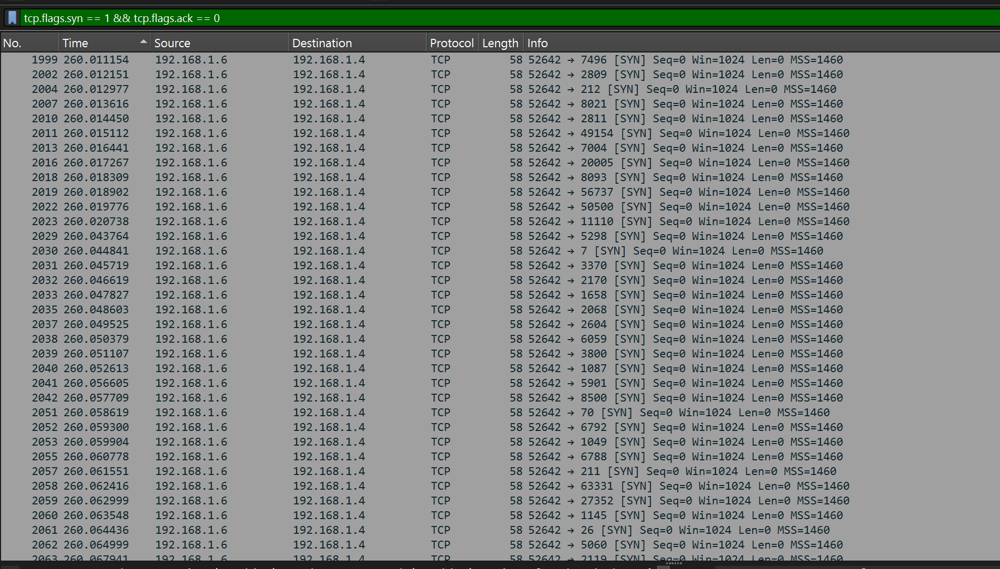 tcp.flags.syn == 1 && tcp.flags.ack == 0
No. Time Source Destination Protocol Length Info
1999 260.011154 192.168.1.6 192.168.1.4 TCP 58 52642 → 7496 [SYN] Seq=0 Win=1024 Len=0 MSS=1460
2002 260.012151 192.168.1.6 192.168.1.4 TCP 58 52642 → 2809 [SYN] Seq=0 Win=1024 Len=0 MSS=1460
2004 260.012977 192.168.1.6 192.168.1.4 TCP 58 52642 → 212 [SYN] Seq=0 Win=1024 Len=0 MSS=1460
2007 260.013616 192.168.1.6 192.168.1.4 TCP 58 52642 → 8021 [SYN] Seq=0 Win=1024 Len=0 MSS=1460
2010 260.014450 192.168.1.6 192.168.1.4 TCP 58 52642 → 2811 [SYN] Seq=0 Win=1024 Len=0 MSS=1460
2011 260.015112 192.168.1.6 192.168.1.4 TCP 58 52642 → 49154 [SYN] Seq=0 Win=1024 Len=0 MSS=1460
2013 260.016441 192.168.1.6 192.168.1.4 TCP 58 52642 → 7004 [SYN] Seq=0 Win=1024 Len=0 MSS=1460
2016 260.017267 192.168.1.6 192.168.1.4 TCP 58 52642 → 20005 [SYN] Seq=0 Win=1024 Len=0 MSS=1460
2018 260.018309 192.168.1.6 192.168.1.4 TCP 58 52642 → 8093 [SYN] Seq=0 Win=1024 Len=0 MSS=1460
2019 260.018902 192.168.1.6 192.168.1.4 TCP 58 52642 → 56737 [SYN] Seq=0 Win=1024 Len=0 MSS=1460
2022 260.019776 192.168.1.6 192.168.1.4 TCP 58 52642 → 50500 [SYN] Seq=0 Win=1024 Len=0 MSS=1460
2023 260.020738 192.168.1.6 192.168.1.4 TCP 58 52642 → 11110 [SYN] Seq=0 Win=1024 Len=0 MSS=1460
2029 260.043764 192.168.1.6 192.168.1.4 TCP 58 52642 → 5298 [SYN] Seq=0 Win=1024 Len=0 MSS=1460
2030 260.044841 192.168.1.6 192.168.1.4 TCP 58 52642 → 7 [SYN] Seq=0 Win=1024 Len=0 MSS=1460
2031 260.045719 192.168.1.6 192.168.1.4 TCP 58 52642 → 3370 [SYN] Seq=0 Win=1024 Len=0 MSS=1460
2032 260.046619 192.168.1.6 192.168.1.4 TCP 58 52642 → 2170 [SYN] Seq=0 Win=1024 Len=0 MSS=1460
2033 260.047827 192.168.1.6 192.168.1.4 TCP 58 52642 → 1658 [SYN] Seq=0 Win=1024 Len=0 MSS=1460
2035 260.048603 192.168.1.6 192.168.1.4 TCP 58 52642 → 2068 [SYN] Seq=0 Win=1024 Len=0 MSS=1460
2037 260.049525 192.168.1.6 192.168.1.4 TCP 58 52642 → 2604 [SYN] Seq=0 Win=1024 Len=0 MSS=1460
2038 260.050379 192.168.1.6 192.168.1.4 TCP 58 52642 → 6059 [SYN] Seq=0 Win=1024 Len=0 MSS=1460
2039 260.051107 192.168.1.6 192.168.1.4 TCP 58 52642 → 3800 [SYN] Seq=0 Win=1024 Len=0 MSS=1460
2040 260.052613 192.168.1.6 192.168.1.4 TCP 58 52642 → 1087 [SYN] Seq=0 Win=1024 Len=0 MSS=1460
2041 260.056605 192.168.1.6 192.168.1.4 TCP 58 52642 → 5901 [SYN] Seq=0 Win=1024 Len=0 MSS=1460
2042 260.057709 192.168.1.6 192.168.1.4 TCP 58 52642 → 8500 [SYN] Seq=0 Win=1024 Len=0 MSS=1460
2051 260.058619 192.168.1.6 192.168.1.4 TCP 58 52642 → 70 [SYN] Seq=0 Win=1024 Len=0 MSS=1460
2052 260.059300 192.168.1.6 192.168.1.4 TCP 58 52642 → 6792 [SYN] Seq=0 Win=1024 Len=0 MSS=1460
2053 260.059904 192.168.1.6 192.168.1.4 TCP 58 52642 → 1049 [SYN] Seq=0 Win=1024 Len=0 MSS=1460
2055 260.060778 192.168.1.6 192.168.1.4 TCP 58 52642 → 6788 [SYN] Seq=0 Win=1024 Len=0 MSS=1460
2057 260.061551 192.168.1.6 192.168.1.4 TCP 58 52642 → 211 [SYN] Seq=0 Win=1024 Len=0 MSS=1460
2058 260.062416 192.168.1.6 192.168.1.4 TCP 58 52642 → 63331 [SYN] Seq=0 Win=1024 Len=0 MSS=1460
2059 260.062999 192.168.1.6 192.168.1.4 TCP 58 52642 → 27352 [SYN] Seq=0 Win=1024 Len=0 MSS=1460
2060 260.063548 192.168.1.6 192.168.1.4 TCP 58 52642 → 1145 [SYN] Seq=0 Win=1024 Len=0 MSS=1460
2061 260.064436 192.168.1.6 192.168.1.4 TCP 58 52642 → 26 [SYN] Seq=0 Win=1024 Len=0 MSS=1460
2062 260.064999 192.168.1.6 192.168.1.4 TCP 58 52642 → 5060 [SYN] Seq=0 Win=1024 Len=0 MSS=1460
2063 260.067941 192.168.1.6 192.168.1.4 TCP 58 52642 → 2119 [SYN] Seq=0 Win=1024 Len=0 MSS=1460